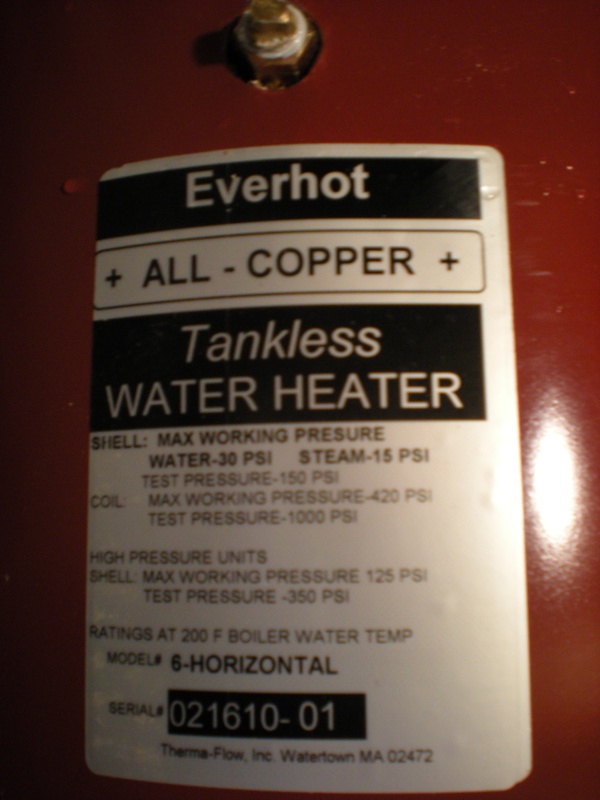 Everhot
+ ALL - COPPER +
Tankless
WATER HEATER
SHELL: MAX WORKING PRESURE
WATER-30 PSI STEAM-15 PSI
TEST PRESSURE-150 PSI
COIL: MAX WORKING PRESSURE-420 PSI
TEST PRESSURE-1000 PSI
HIGH PRESSURE UNITS
SHELL: MAX WORKING PRESSURE 125 PSI
TEST PRESSURE -350 PSI
RATINGS AT 200 F BOILER WATER TEMP
MODEL# 6-HORIZONTAL
SERIAL# 021610- 01
Therma-Flow, Inc. Watertown MA 02472